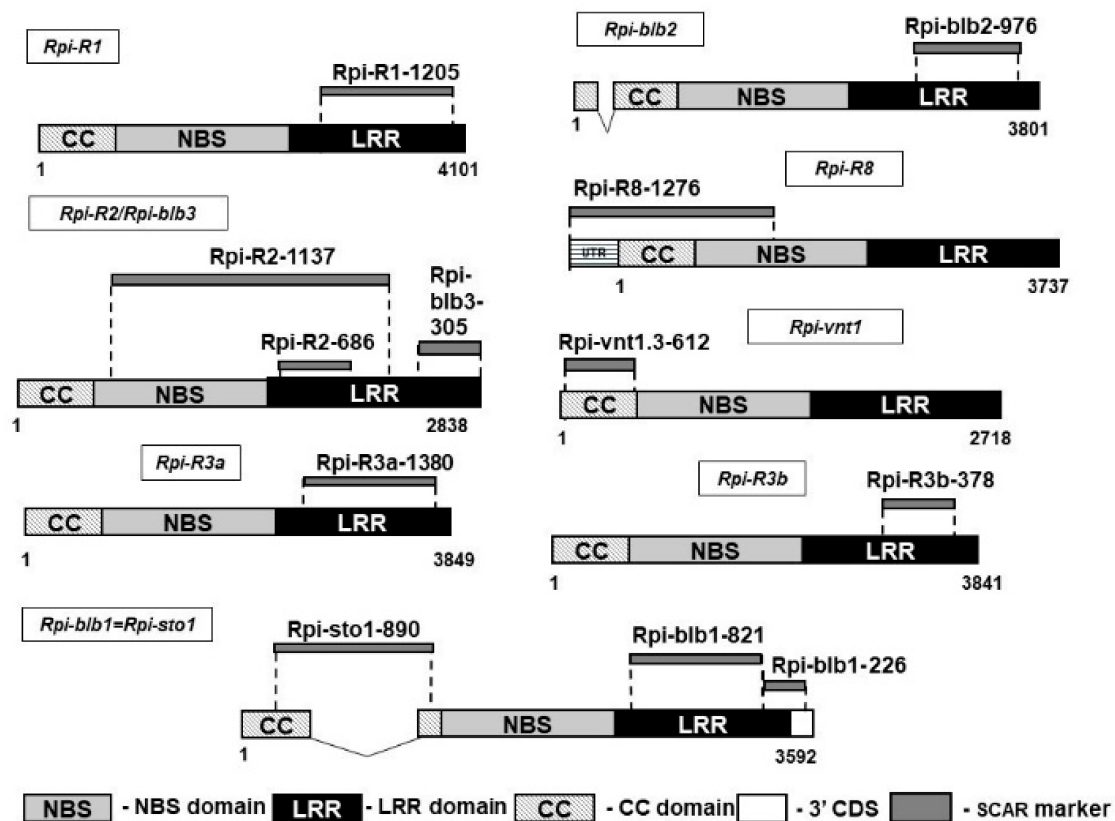 Rpi-R1
Rpi-R1-1205
CC NBS LRR
1 4101
Rpi-blb2
Rpi-blb2-976
CC NBS LRR
1 3801
Rpi-R2/Rpi-blb3
Rpi-R2-1137
Rpi-
blb3-
305
Rpi-R2-686
CC NBS LRR
1 2838
Rpi-R8
Rpi-R8-1276
UTR CC NBS LRR
1 3737
Rpi-vnt1
Rpi-vnt1.3-612
CC NBS LRR
1 2718
Rpi-R3a
Rpi-R3a-1380
CC NBS LRR
1 3849
Rpi-R3b
Rpi-R3b-378
CC NBS LRR
1 3841
Rpi-blb1=Rpi-sto1
Rpi-sto1-890
Rpi-blb1-821
Rpi-blb1-226
CC NBS LRR
1 3592
NBS - NBS domain LRR - LRR domain CC - CC domain - 3' CDS - SCAR marker